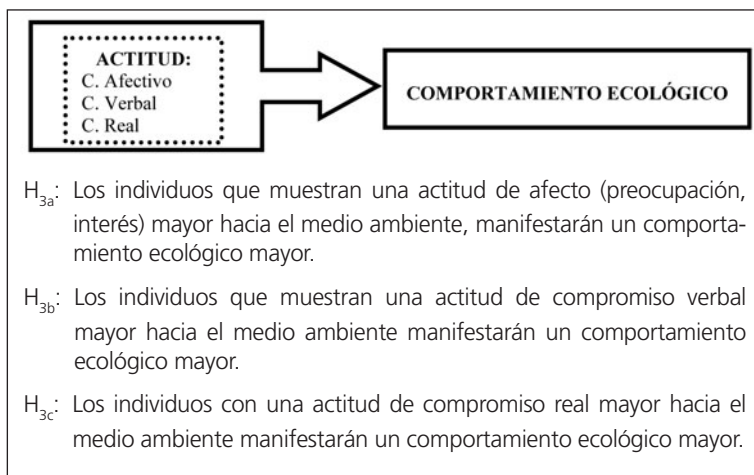 ACTITUD:
C. Afectivo
C. Verbal
C. Real
COMPORTAMIENTO ECOLÓGICO
H3a: Los individuos que muestran una actitud de afecto (preocupación,
interés) mayor hacia el medio ambiente, manifestarán un comporta-
miento ecológico mayor.
H3b: Los individuos que muestran una actitud de compromiso verbal
mayor hacia el medio ambiente manifestarán un comportamiento
ecológico mayor.
H3c: Los individuos con una actitud de compromiso real mayor hacia el
medio ambiente manifestarán un comportamiento ecológico mayor.